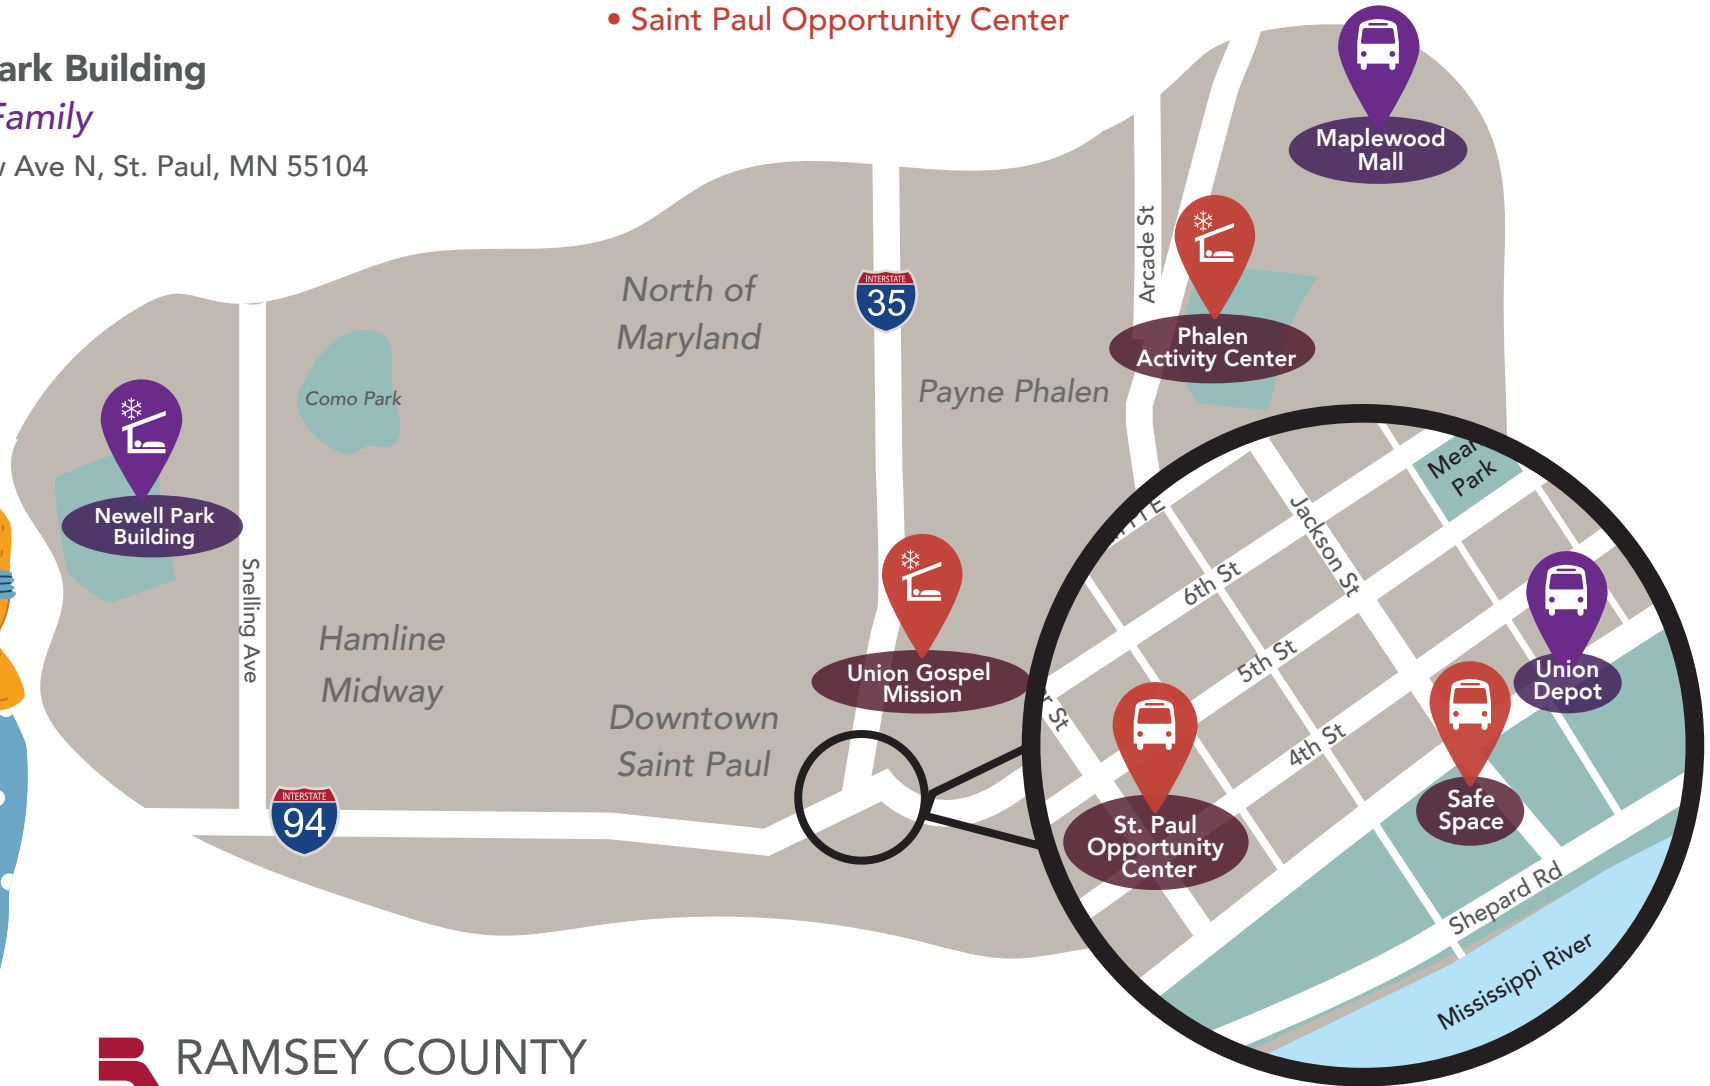 • Saint Paul Opportunity Center
ark Building
Family
Ave N, St. Paul, MN 55104
Maplewood
Mall
Arcade St
INTERSTATE
35
North of
Maryland
Phalen
Activity Center
Payne Phalen
Como Park
Newell Park
Building
Snelling Ave
Hamline
Midway
Union Gospel
Mission
Downtown
Saint Paul
INTERSTATE
94
Mear
Park
Jackson St
6th St
5th St
4th St
r St
Union
Depot
St. Paul
Opportunity
Center
Safe
Space
Shepard Rd
Mississippi River
RAMSEY COUNTY